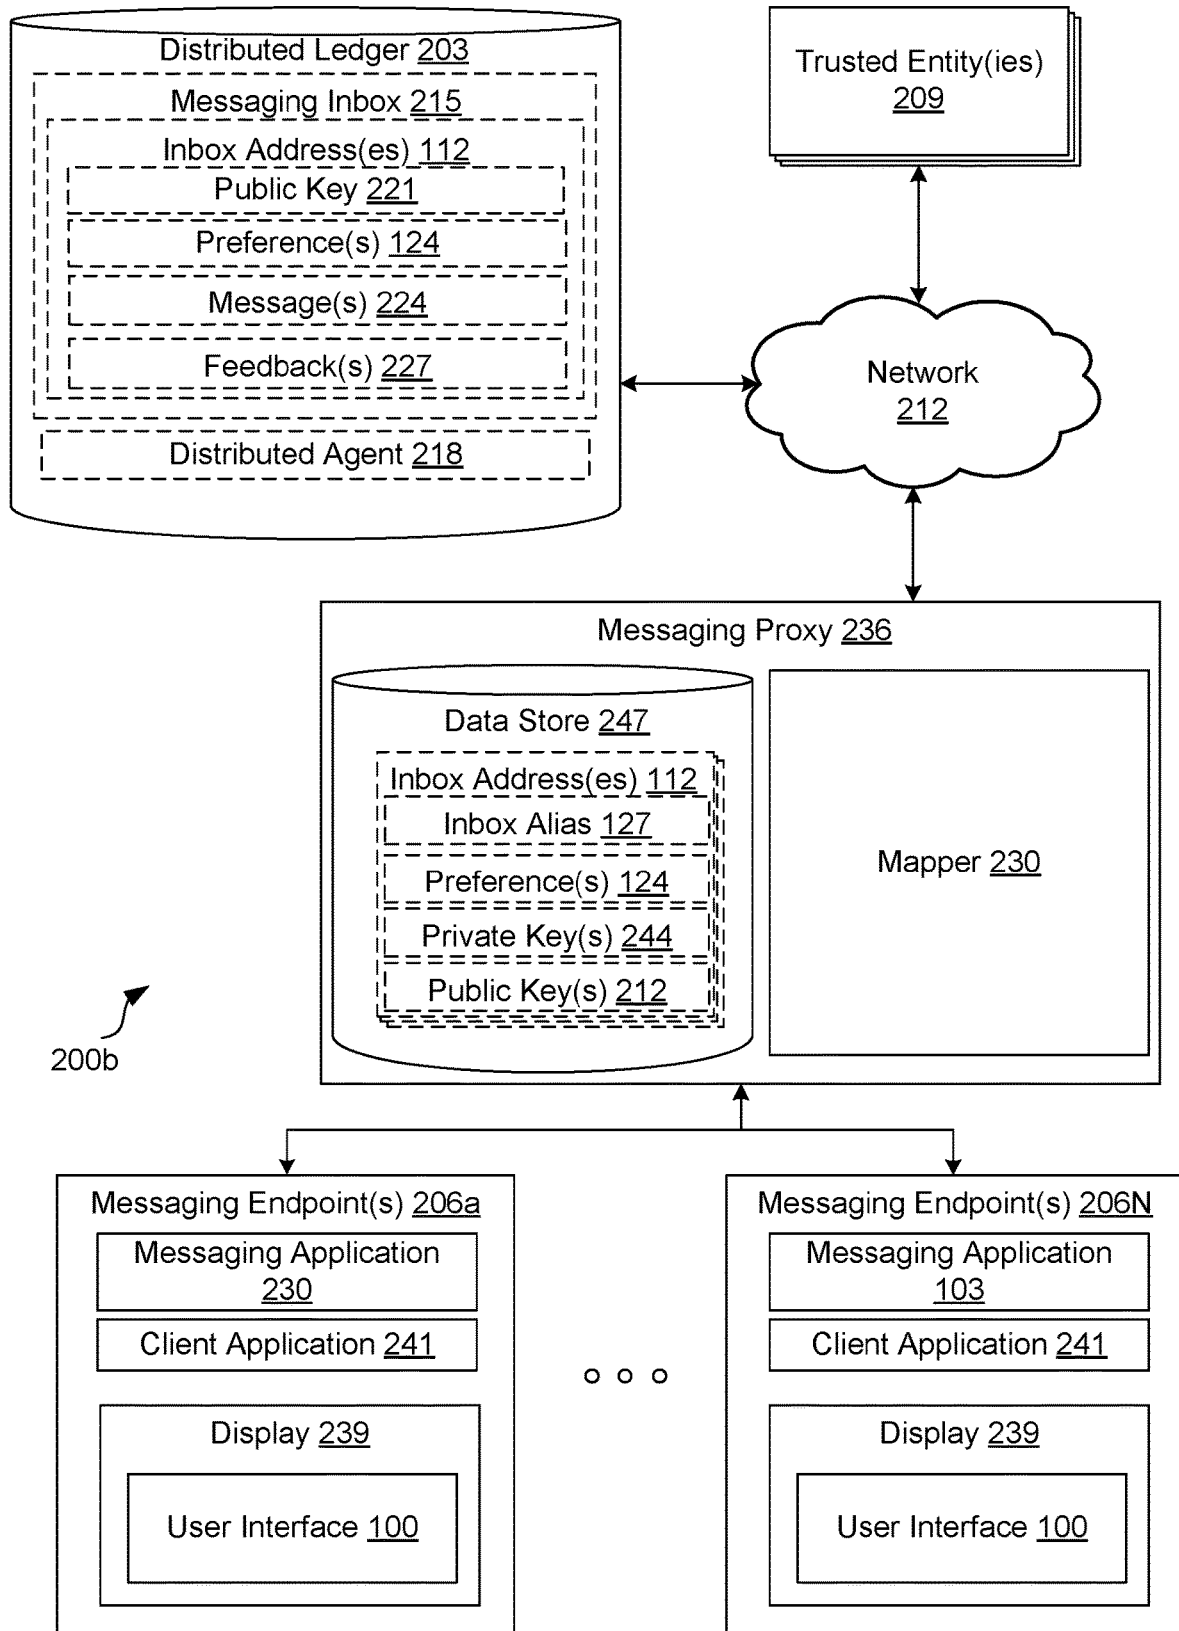 Distributed Ledger 203
Messaging Inbox 215
Inbox Address(es) 112
Public Key 221
Preference(s) 124
Message(s) 224
Feedback(s) 227
Distributed Agent 218
Trusted Entity(ies)
209
Network
212
Messaging Proxy 236
Data Store 247
Inbox Address(es) 112
Inbox Alias 127
Preference(s) 124
Private Key(s) 244
Public Key(s) 212
Mapper 230
200b
Messaging Endpoint(s) 206a
Messaging Application
230
Client Application 241
Display 239
User Interface 100
Messaging Endpoint(s) 206N
Messaging Application
103
Client Application 241
Display 239
User Interface 100